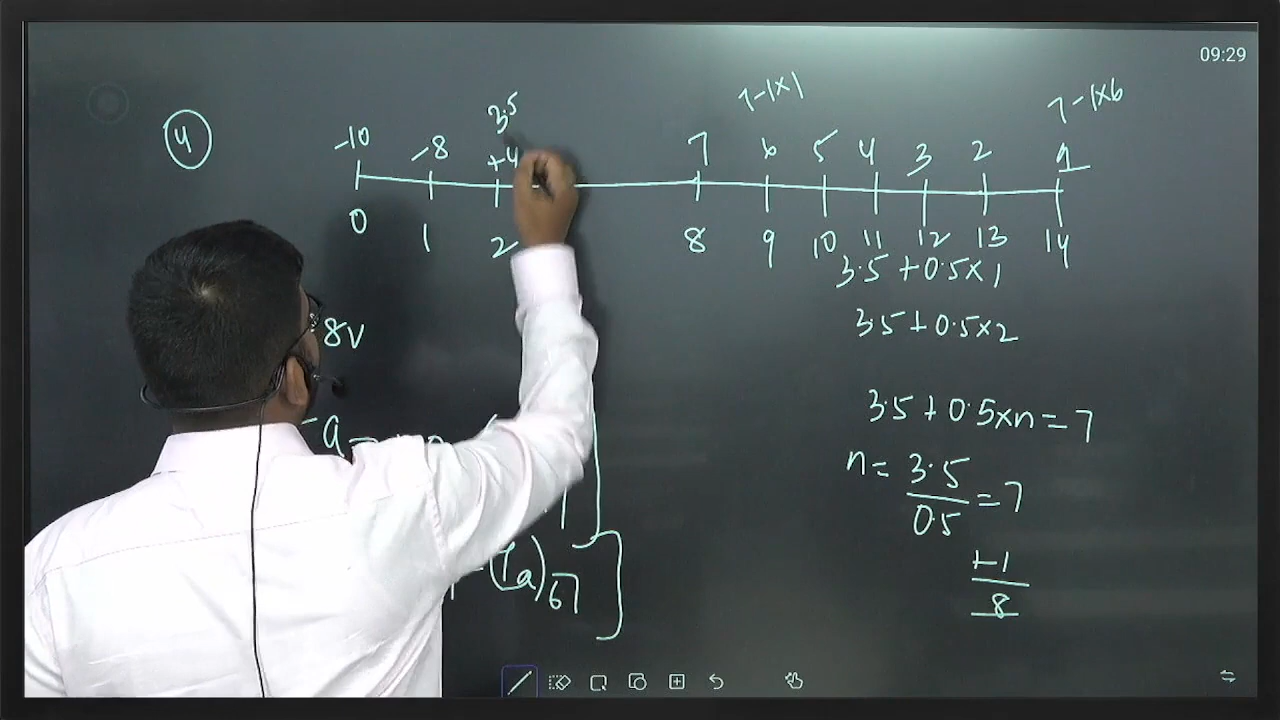 09:29
4
3.5
7-1×1
7-1×6
-10 -8 +4 7 6 5 4 3 2 1
0 1 2 8 9 10 11 12 13 14
3.5+0.5×1
8v
3.5+0.5×2
3.5+0.5×n=7
-a=
n= 3.5
0.5
=7
(Ia)67
+1
8